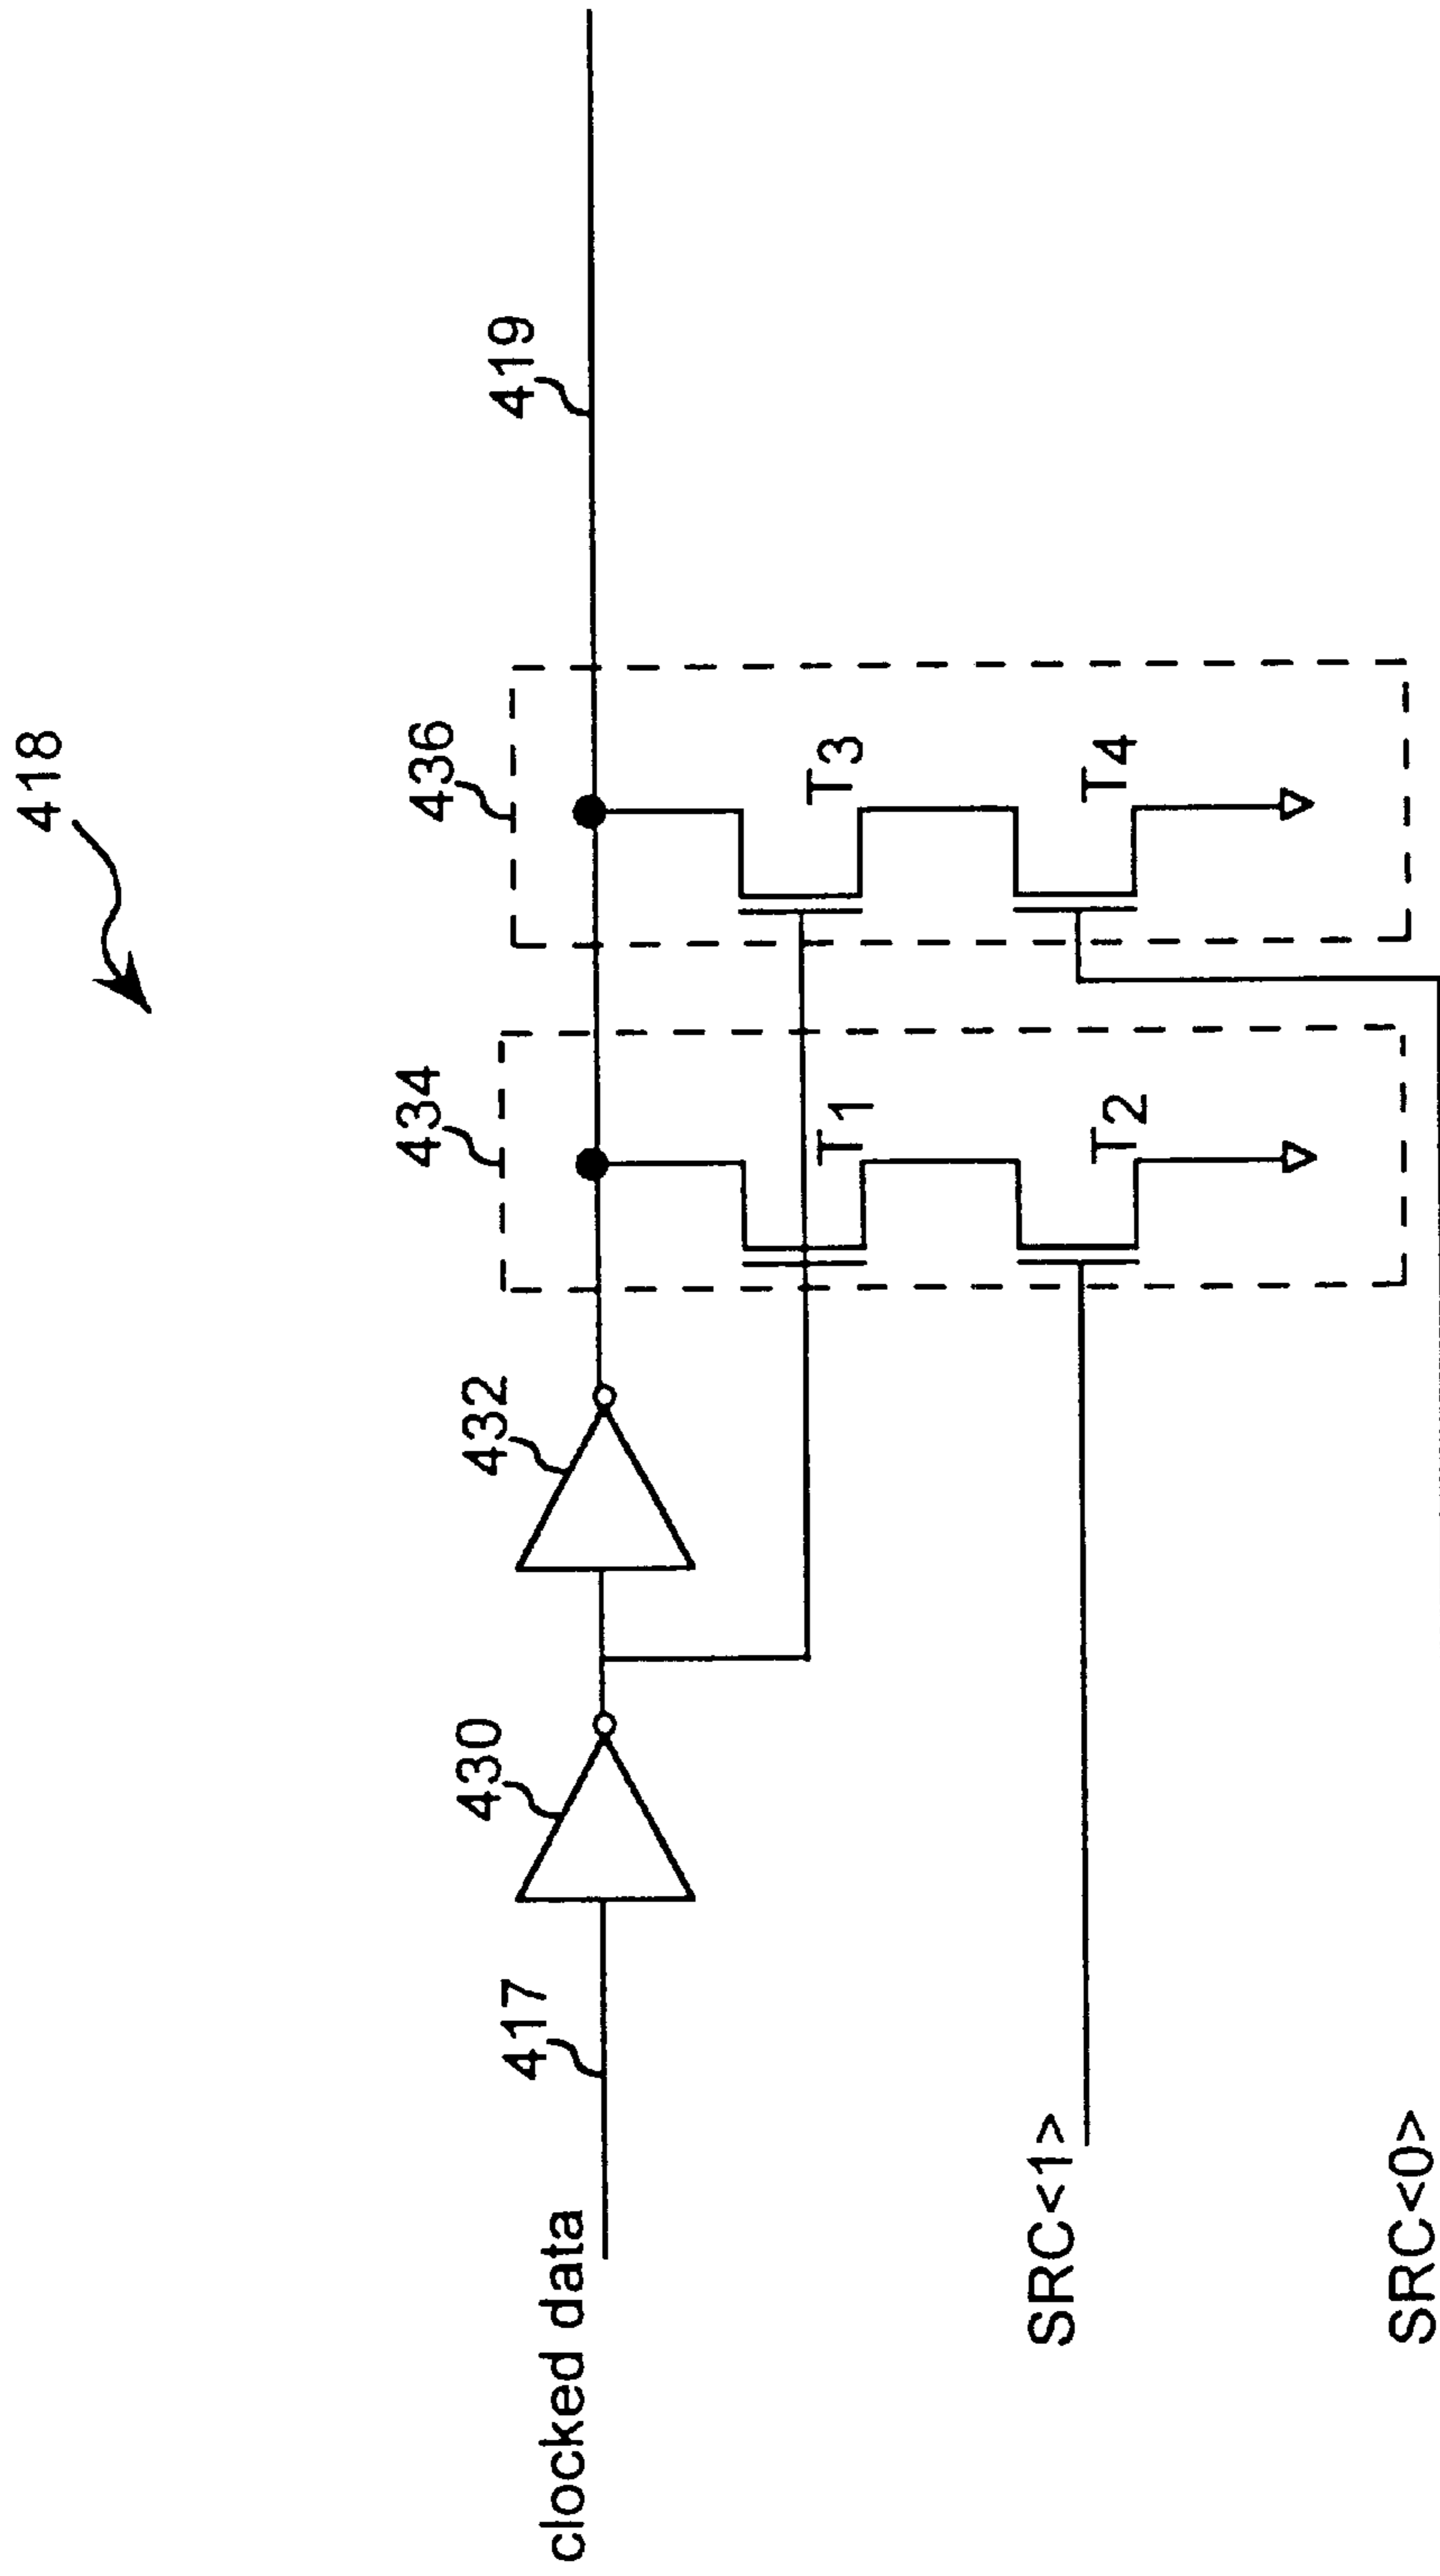 418
clocked data
417
430
432
434
436
419
T1
T3
SRC<1>
T2
T4
SRC<0>